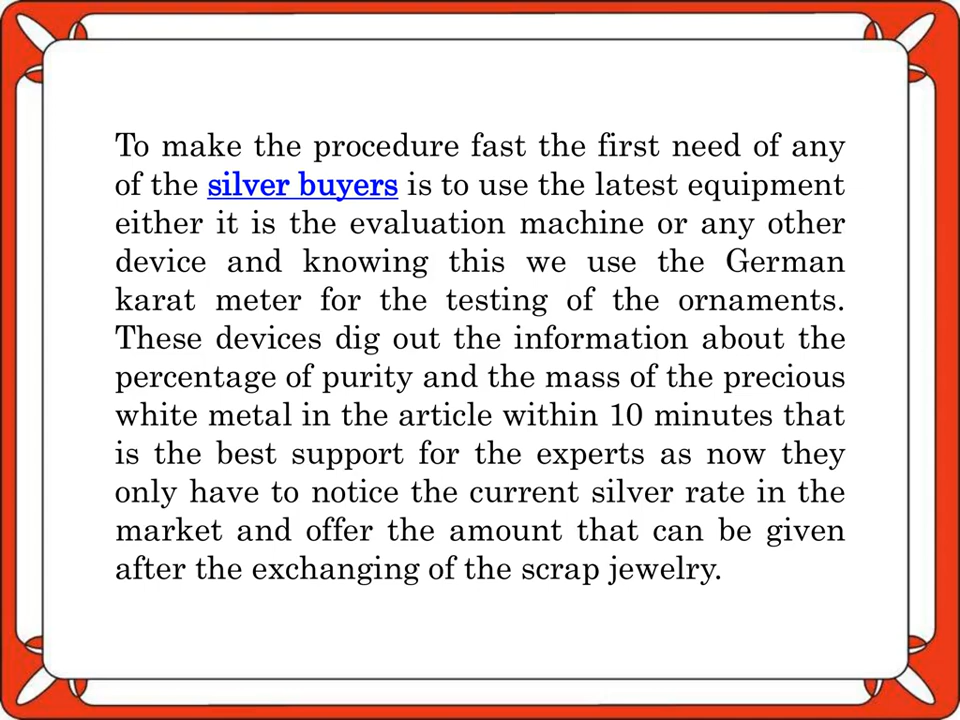 To make the procedure fast the first need of any
of the silver buyers is to use the latest equipment
either it is the evaluation machine or any other
device and knowing this we use the German
karat meter for the testing of the ornaments.
These devices dig out the information about the
percentage of purity and the mass of the precious
white metal in the article within 10 minutes that
is the best support for the experts as now they
only have to notice the current silver rate in the
market and offer the amount that can be given
after the exchanging of the scrap jewelry.